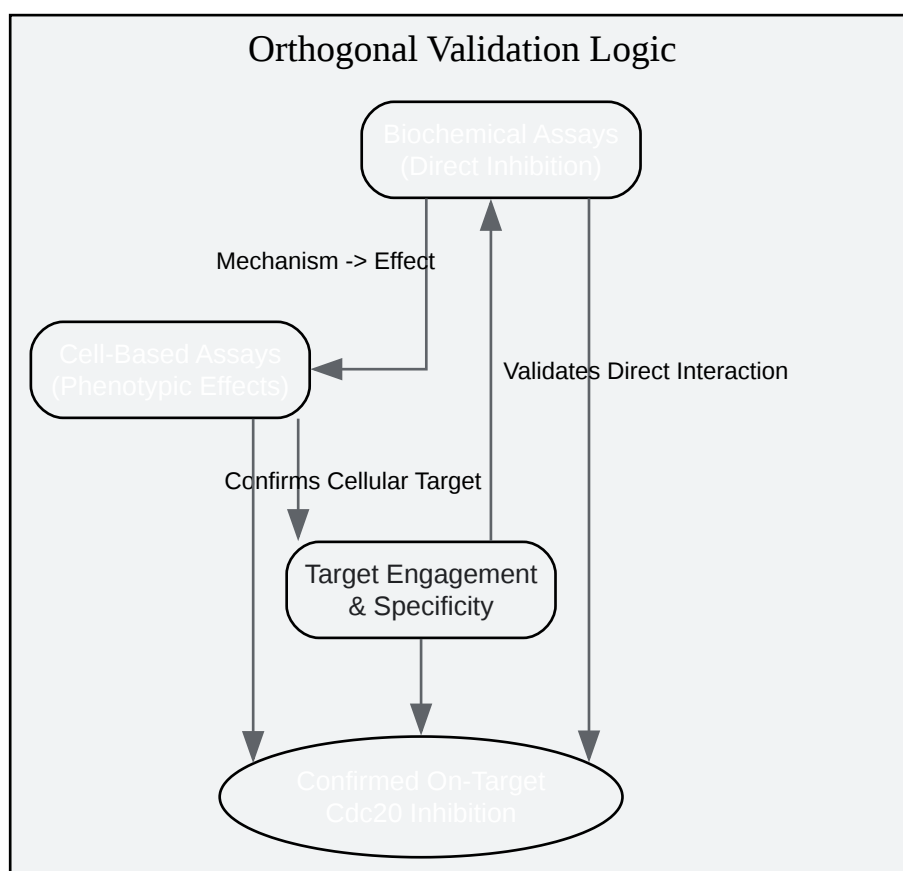 Orthogonal Validation Logic
Biochemical Assays
(Direct Inhibition)
Mechanism -> Effect
Cell-Based Assays
(Phenotypic Effects)
Validates Direct Interaction
Confirms Cellular Target
Target Engagement
& Specificity
Confirmed On-Target
Cdc20 Inhibition